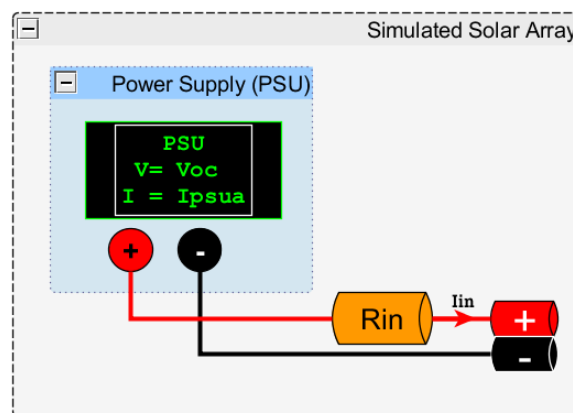 Simulated Solar Array
Power Supply (PSU)
PSU
V= Voc
I = Ipsua
+
-
Rin
Iin
+
-